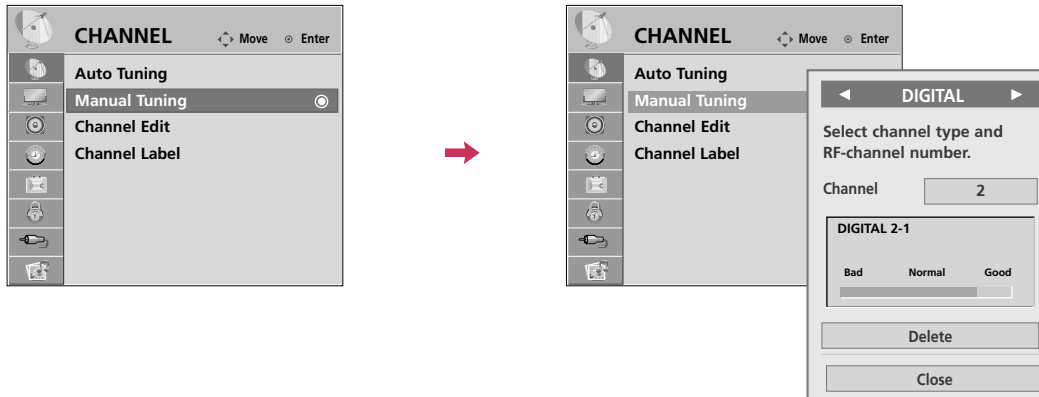 CHANNEL
Move
Enter
Auto Tuning
Manual Tuning
Channel Edit
Channel Label
CHANNEL
Move
Enter
Auto Tuning
Manual Tuning
Channel Edit
Channel Label
◄ DIGITAL ►
Select channel type and
RF-channel number.
Channel 2
DIGITAL 2-1
Bad Normal Good
Delete
Close